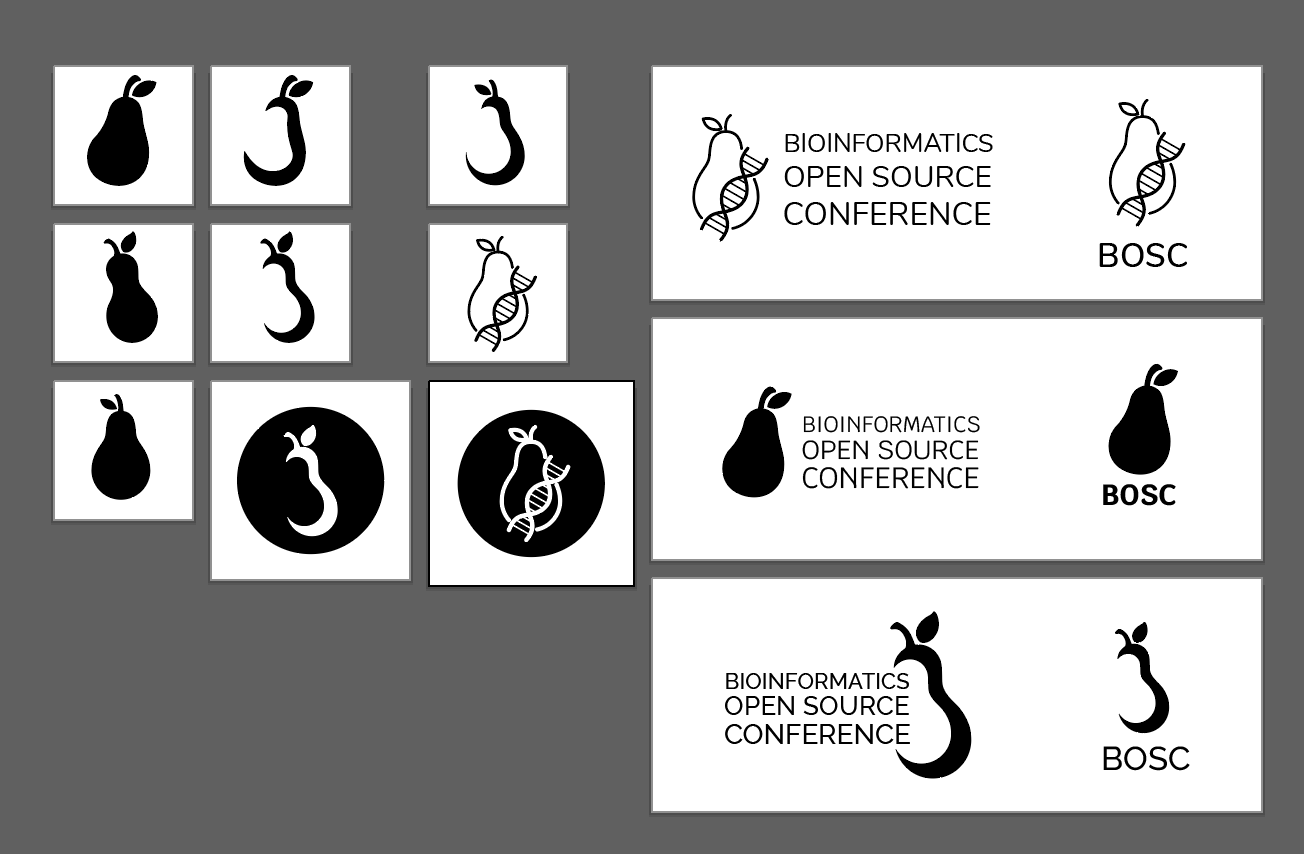 BIOINFORMATICS
OPEN SOURCE
CONFERENCE
BOSC
BIOINFORMATICS
OPEN SOURCE
CONFERENCE
BOSC
BIOINFORMATICS
OPEN SOURCE
CONFERENCE
BOSC